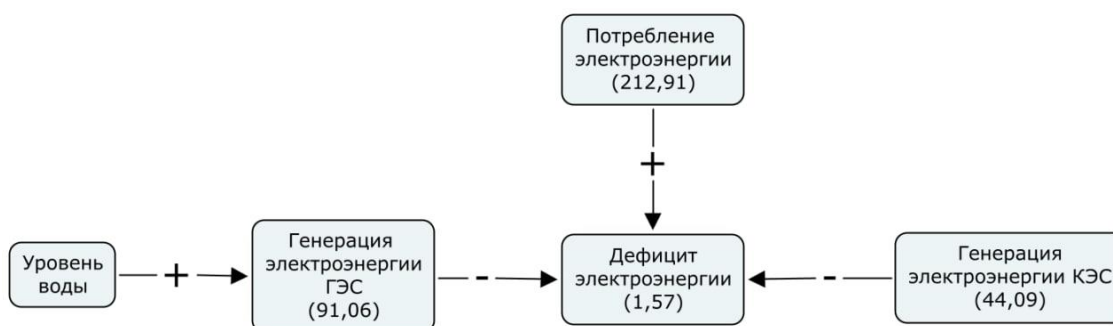 Потребление
электроэнергии
(212,91)
+
Уровень
воды
+
Генерация
электроэнергии
ГЭС
(91,06)
-
Дефицит
электроэнергии
(1,57)
-
Генерация
электроэнергии КЭС
(44,09)